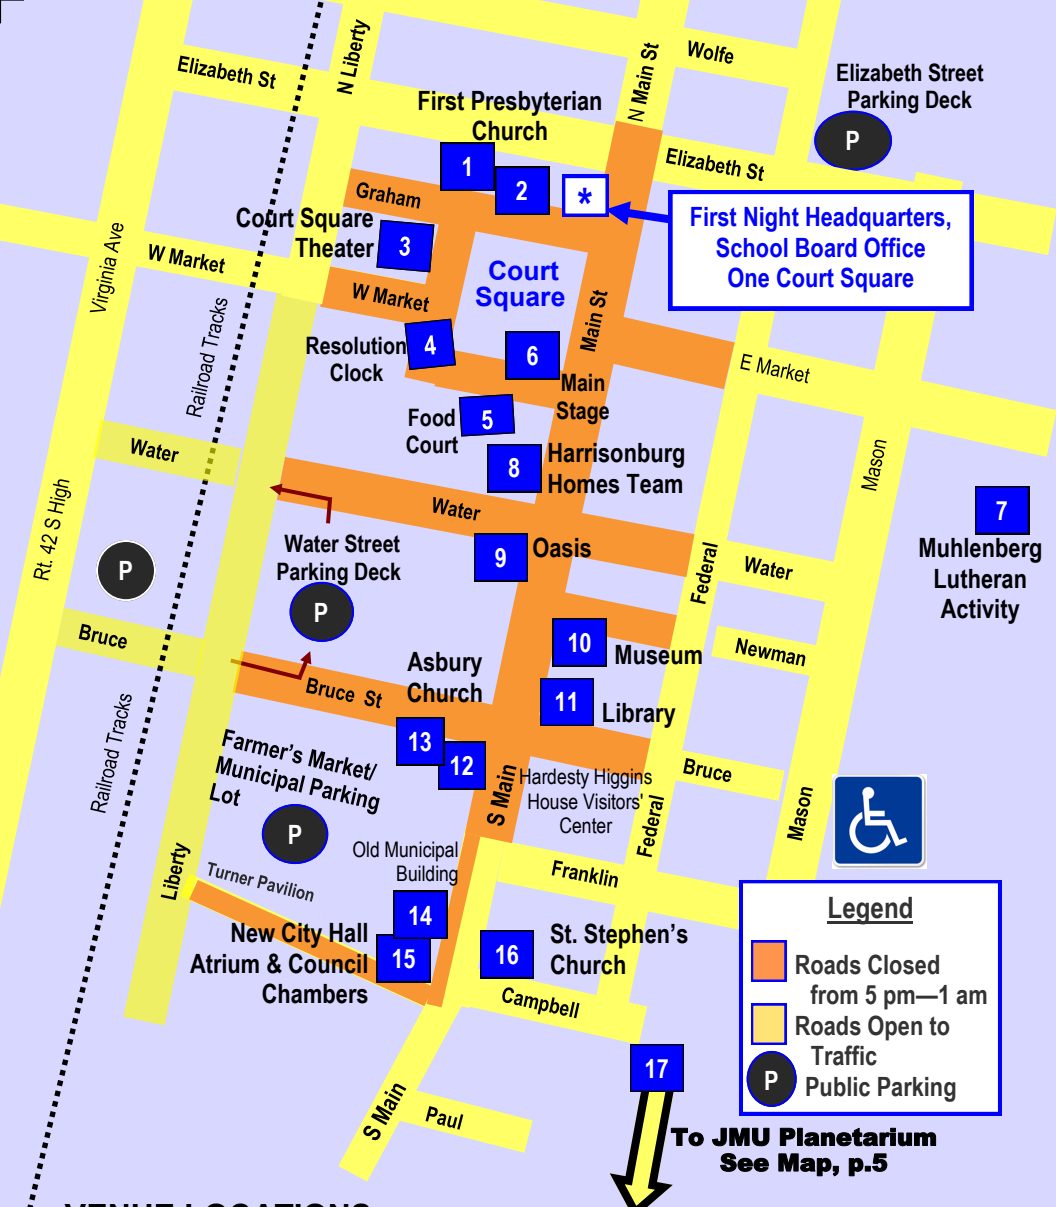 Wolfe
N Liberty
N Main St
Elizabeth St
Elizabeth Street
Parking Deck
P
First Presbyterian
Church
1
2
*
Elizabeth St
Graham
First Night Headquarters,
School Board Office
One Court Square
Court Square
Theater
3
Virginia Ave
W Market
Court
Square
W Market
Railroad Tracks
Main St
Resolution
Clock
4
6
E Market
Main
Stage
Food
Court
5
Water
Harrisonburg
Homes Team
8
Mason
7
Muhlenberg
Lutheran
Activity
Water
Rt. 42 S High
Water Street
Parking Deck
9
Oasis
Federal
Water
P
P
Bruce
10
Museum
Newman
Asbury
Church
Bruce St
11
Library
Railroad Tracks
13
12
Farmer’s Market/
Municipal Parking
Lot
P
S Main
Hardesty Higgins
House Visitors'
Center
Bruce
Federal
Mason
Liberty
Old Municipal
Building
Turner Pavilion
Franklin
14
New City Hall
Atrium & Council
Chambers
15
16
St. Stephen’s
Church
Campbell
Legend
Roads Closed
from 5 pm—1 am
Roads Open to
Traffic
P
Public Parking
17
S Main
Paul
To JMU Planetarium
See Map, p.5
VENUE LOCATIONS